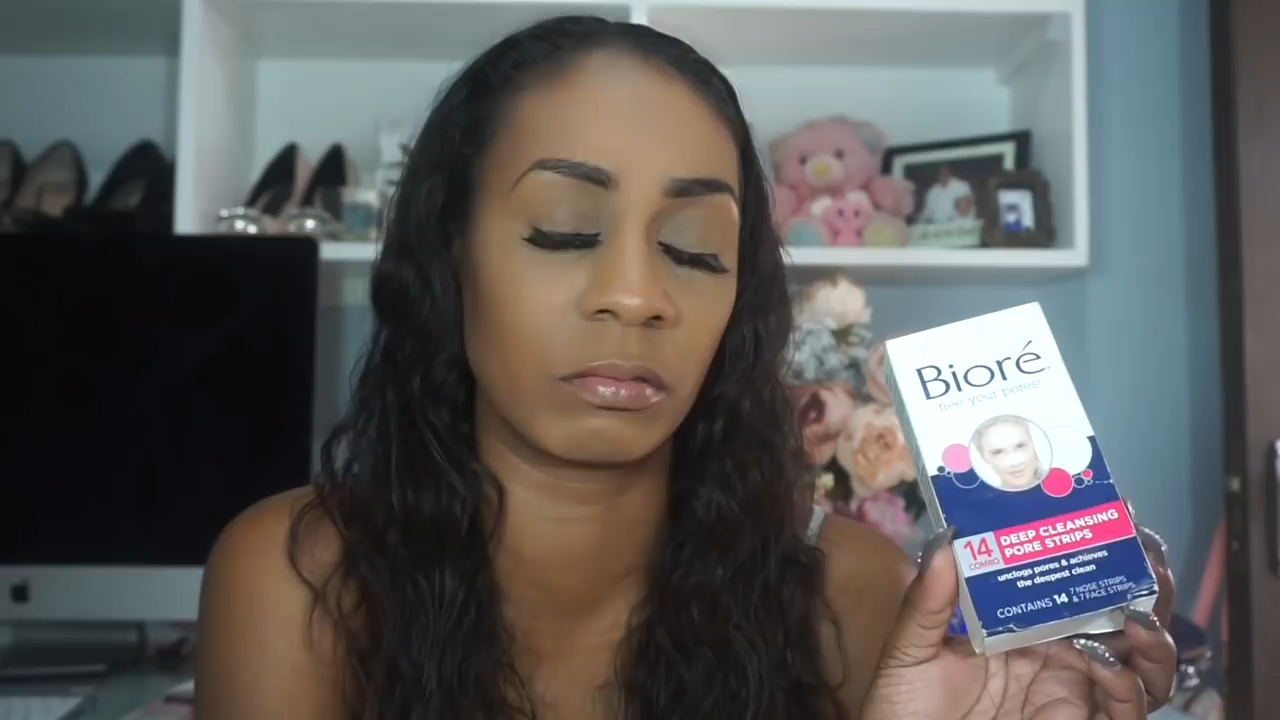 Bioré
free your pores!
14 COMBO
DEEP CLEANSING
PORE STRIPS
unclogs pores & achieves
the deepest clean
CONTAINS 14 7 NOSE STRIPS
& 7 FACE STRIPS